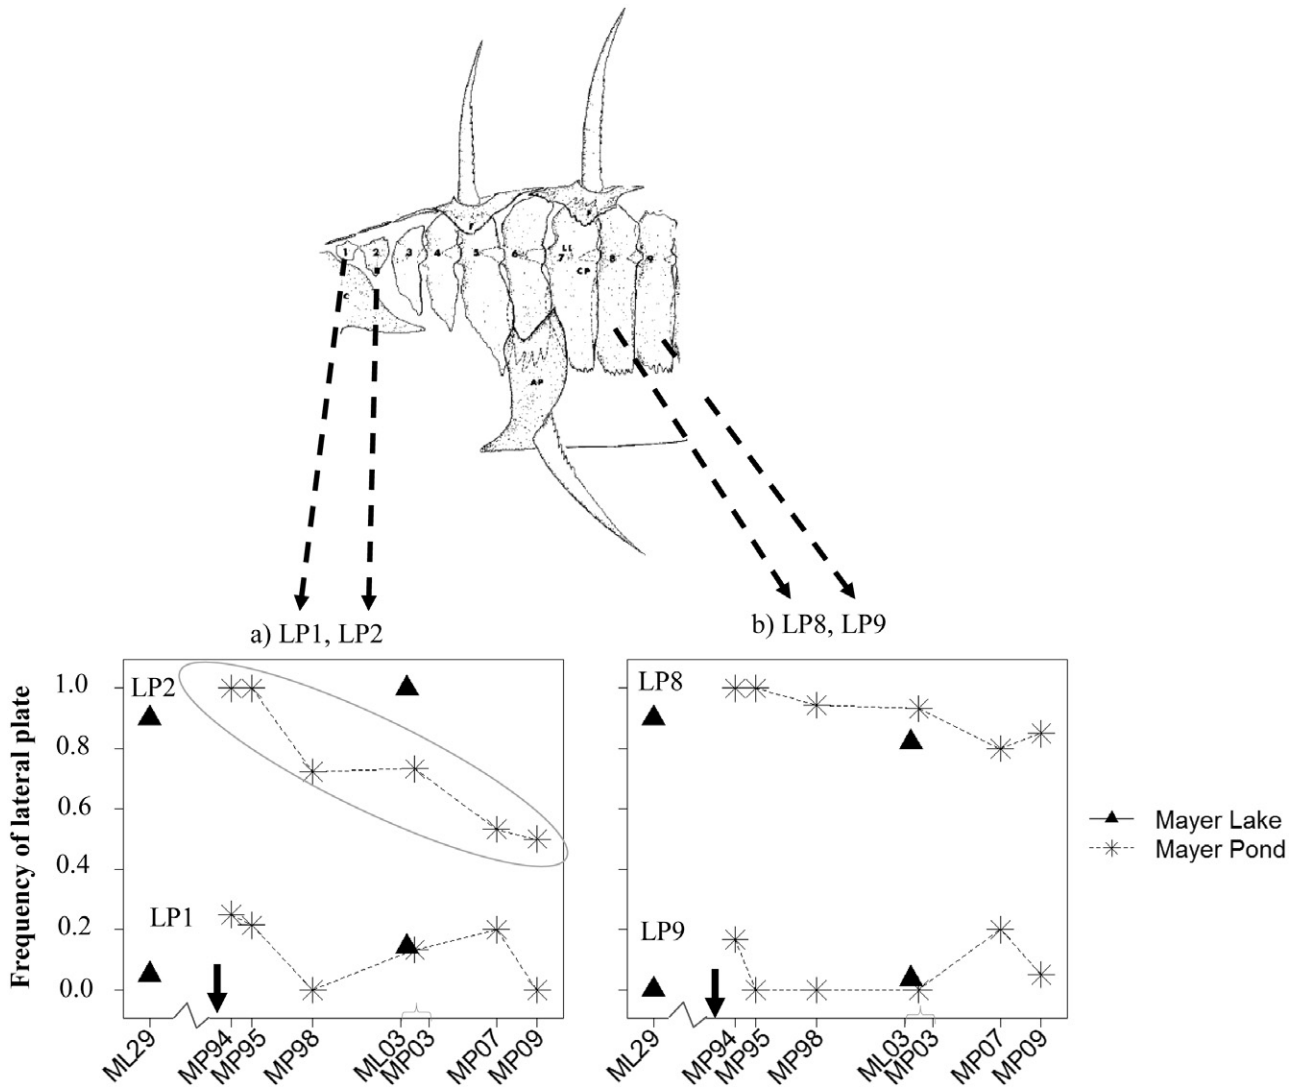 1 2 3 4 5 6 7 8 9
LL
CP
C
AP
a) LP1, LP2
b) LP8, LP9
Frequency of lateral plate
1.0
0.8
0.6
0.4
0.2
0.0
LP2
LP1
ML29 MP94 MP95 MP98 ML03 MP03 MP07 MP09
LP8
LP9
ML29 MP94 MP95 MP98 ML03 MP03 MP07 MP09
Mayer Lake
Mayer Pond